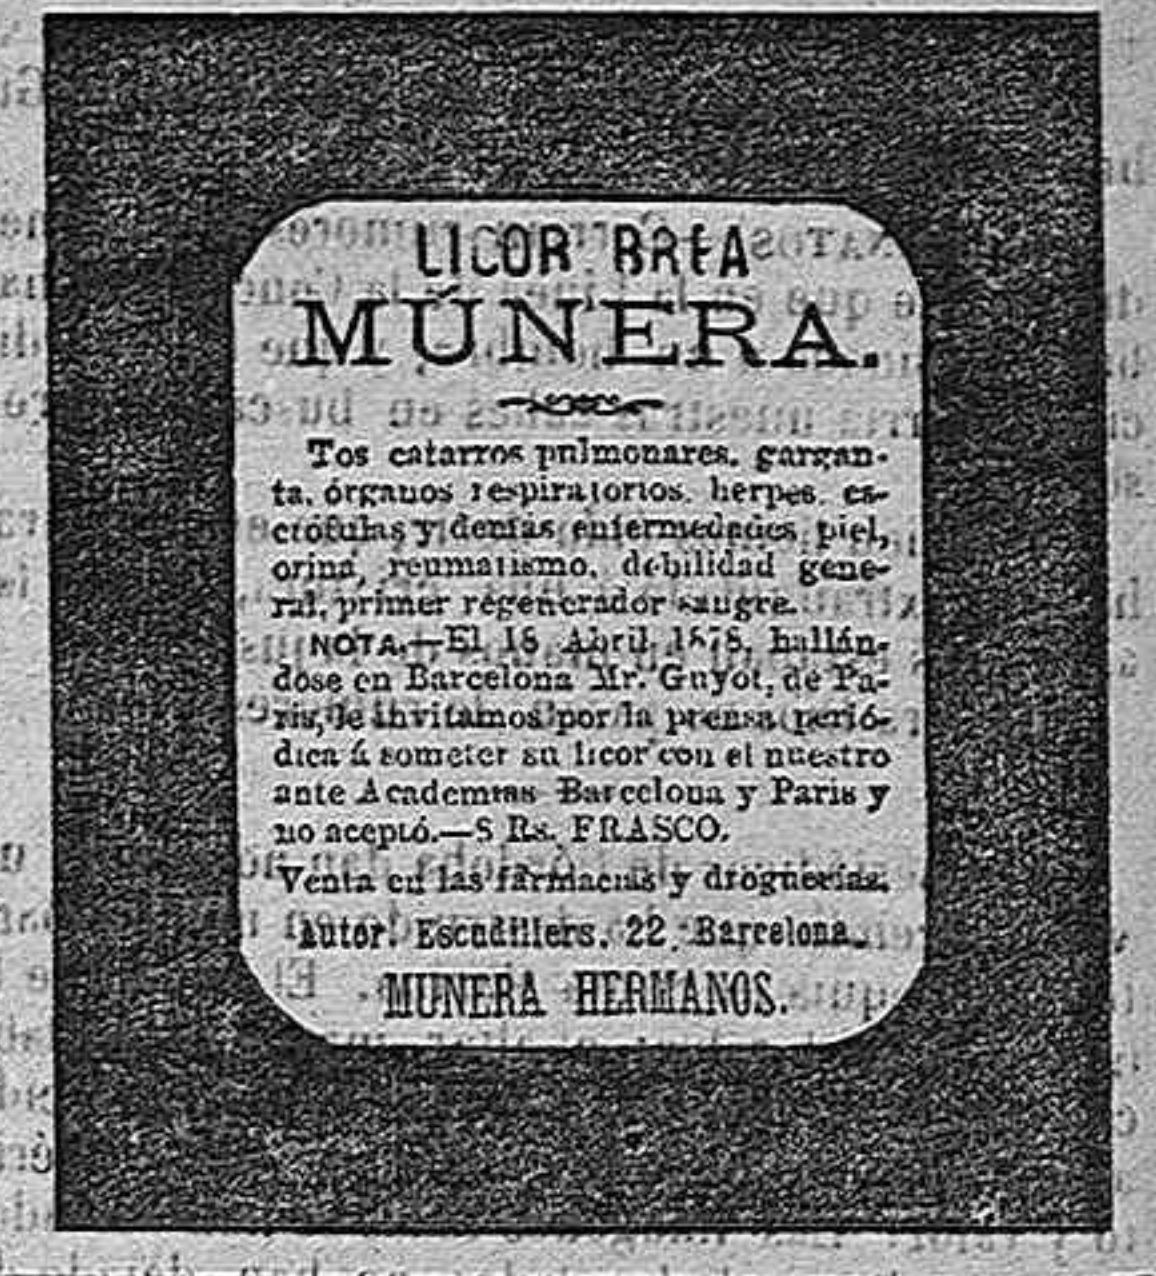 LICOR BREA
MÚNERA.
Tos catarros pulmonares, gargan-
ta, órganos respiratorios, herpes, es-
crófulas y demás enfermedades, piel,
orina, reumatismo, debilidad gene-
ral, primer regenerador sangre.
NOTA.—El 18 Abril 1878, hallán-
dose en Barcelona Mr. Guyot, de Pa-
ris, le invitamos por la prensa perió-
dica á someter su licor con el nuestro
ante Academias Barcelona y Paris y
no aceptó.—8 Rs. FRASCO.
Venta en las farmacias y droguerías.
Autor, Escudillers, 22, Barcelona.
MUNERA HERMANOS.